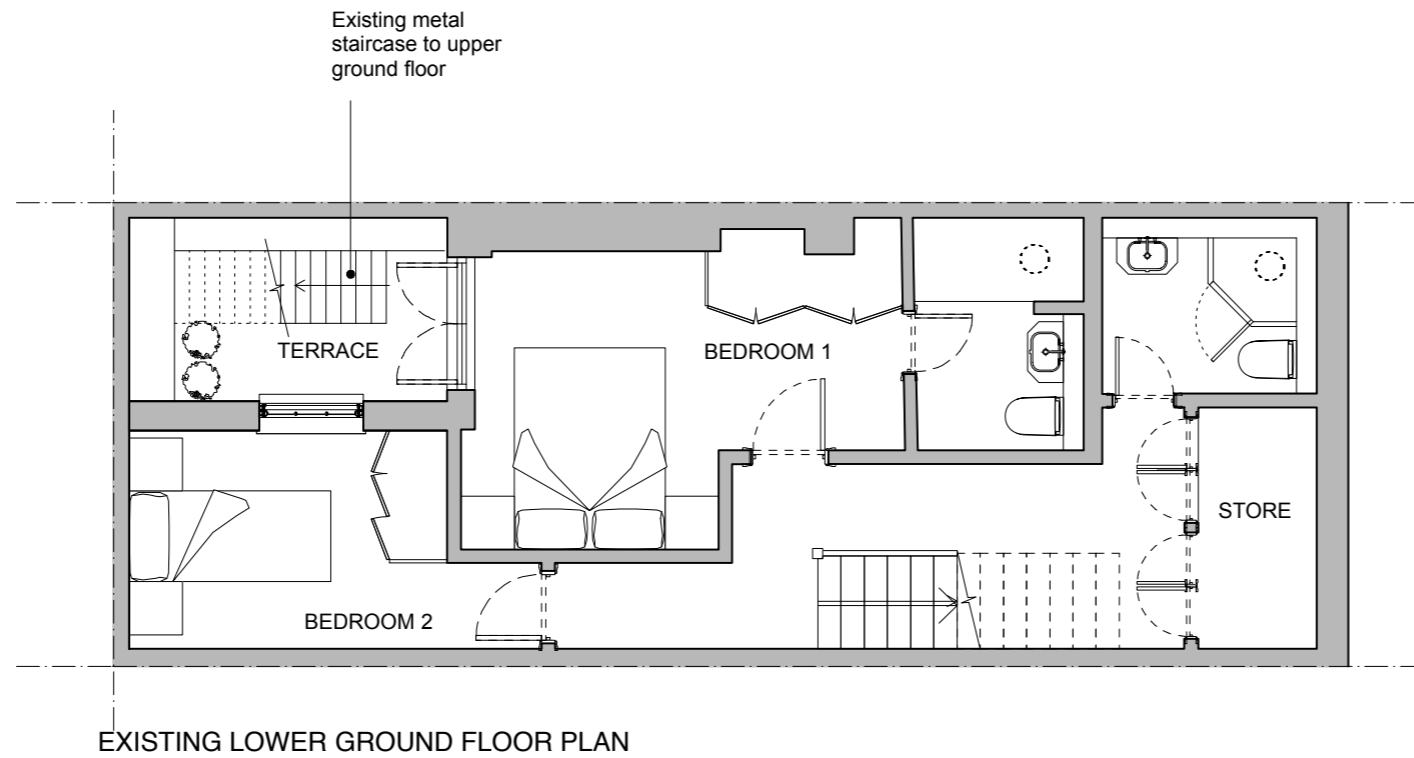 Existing metal
staircase to upper
ground floor
TERRACE
BEDROOM 1
STORE
BEDROOM 2
EXISTING LOWER GROUND FLOOR PLAN